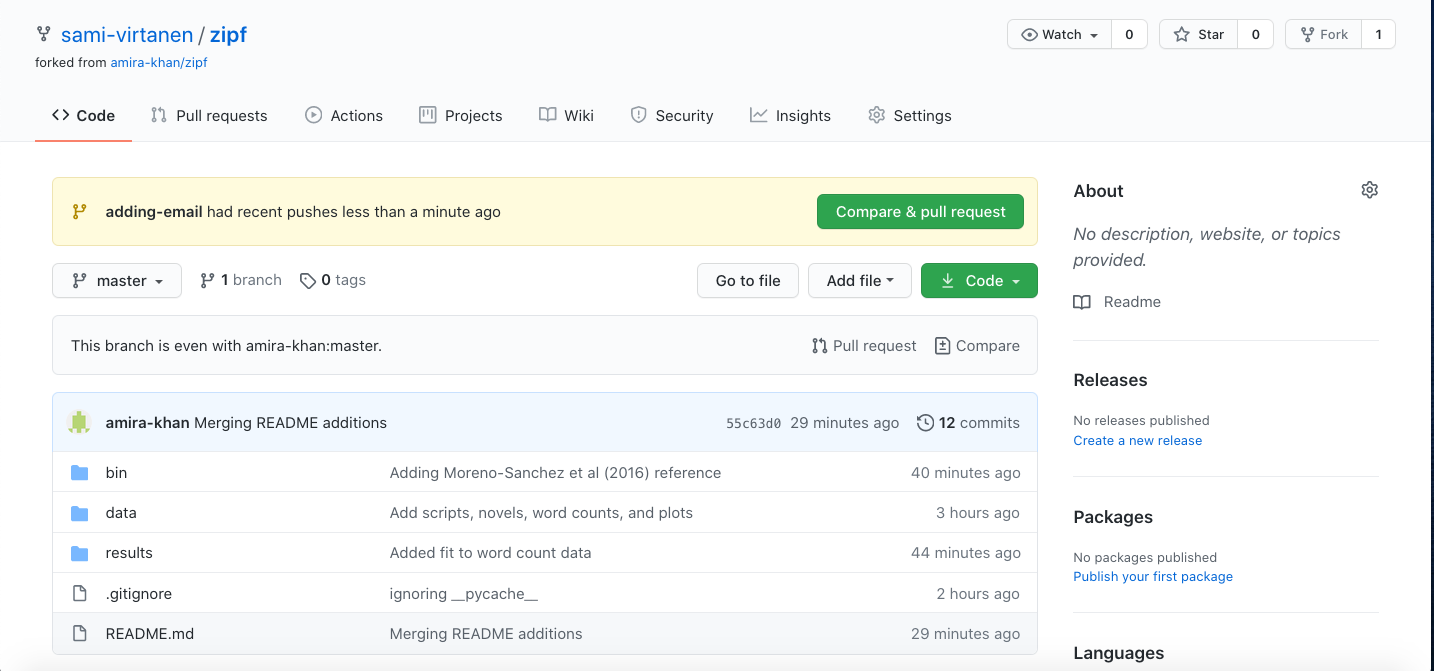 sami-virtanen / zipf
Watch 0 Star 0 Fork 1
forked from amira-khan/zipf
Code Pull requests Actions Projects Wiki Security Insights Settings
adding-email had recent pushes less than a minute ago Compare & pull request
master 1 branch 0 tags Go to file Add file Code
This branch is even with amira-khan:master. Pull request Compare
amira-khan Merging README additions 55c63d0 29 minutes ago 12 commits
bin Adding Moreno-Sanchez et al (2016) reference 40 minutes ago
data Add scripts, novels, word counts, and plots 3 hours ago
results Added fit to word count data 44 minutes ago
.gitignore ignoring __pycache__ 2 hours ago
README.md Merging README additions 29 minutes ago
About
No description, website, or topics
provided.
Readme
Releases
No releases published
Create a new release
Packages
No packages published
Publish your first package
Languages